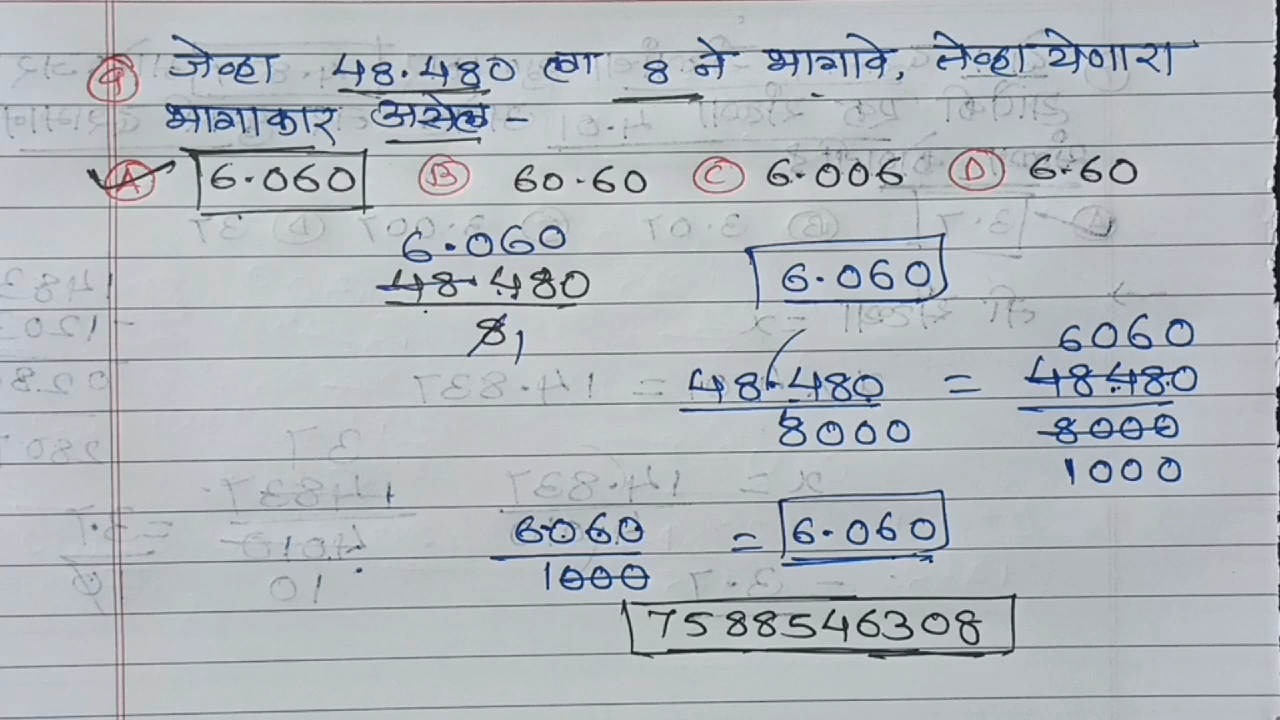 Q जेव्हा 48.480 ला 8 ने भागावे, तेव्हा येणारा
भागाकार असेल -
A 6.060 B 60.60 C 6.006 D 6.60
6.060
48.480
8 1
6.060
6060
48.480 = 48480
8000 8000
1000
6060 = 6.060
1000
7588546308